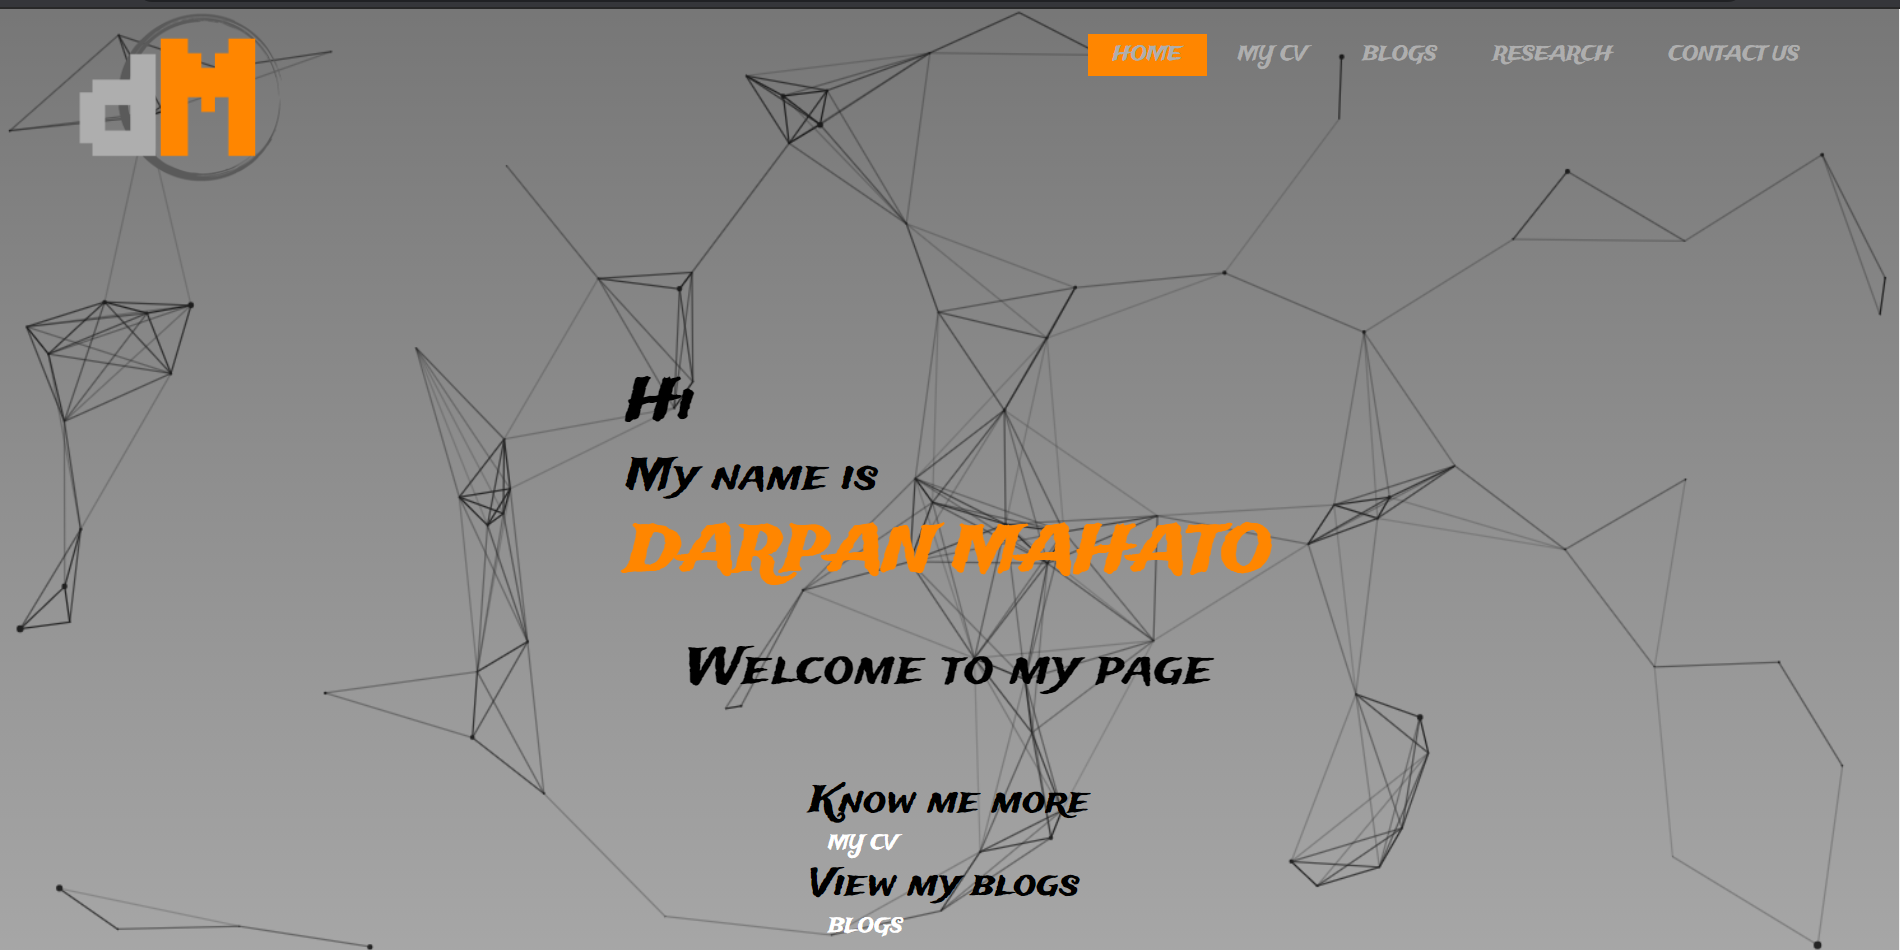 dM
HOME MY CV BLOGS RESEARCH CONTACT US
Hi
My name is
DARPAN MAHATO
Welcome to my page
Know me more
MY CV
View my blogs
BLOGS